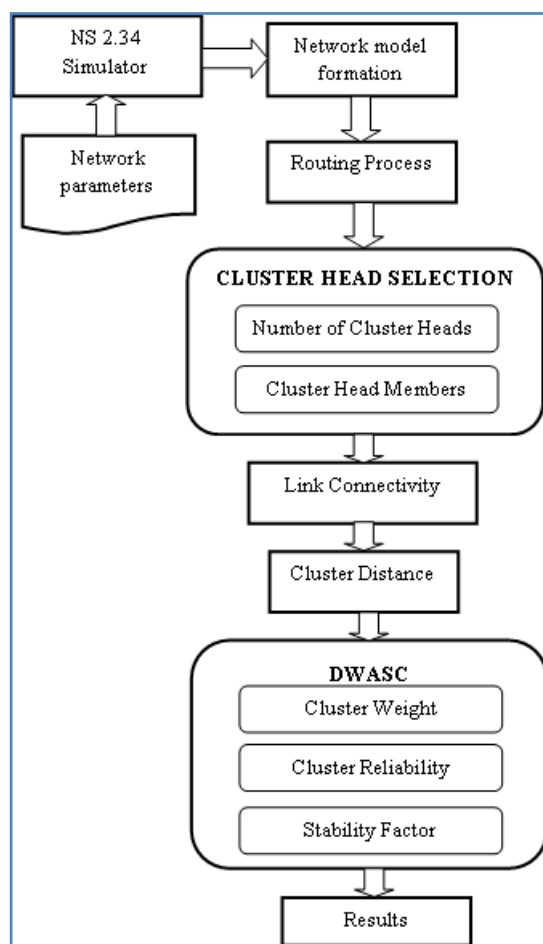 NS 2.34
Simulator
Network model
formation
Network
parameters
Routing Process
CLUSTER HEAD SELECTION
Number of Cluster Heads
Cluster Head Members
Link Connectivity
Cluster Distance
DWASC
Cluster Weight
Cluster Reliability
Stability Factor
Results